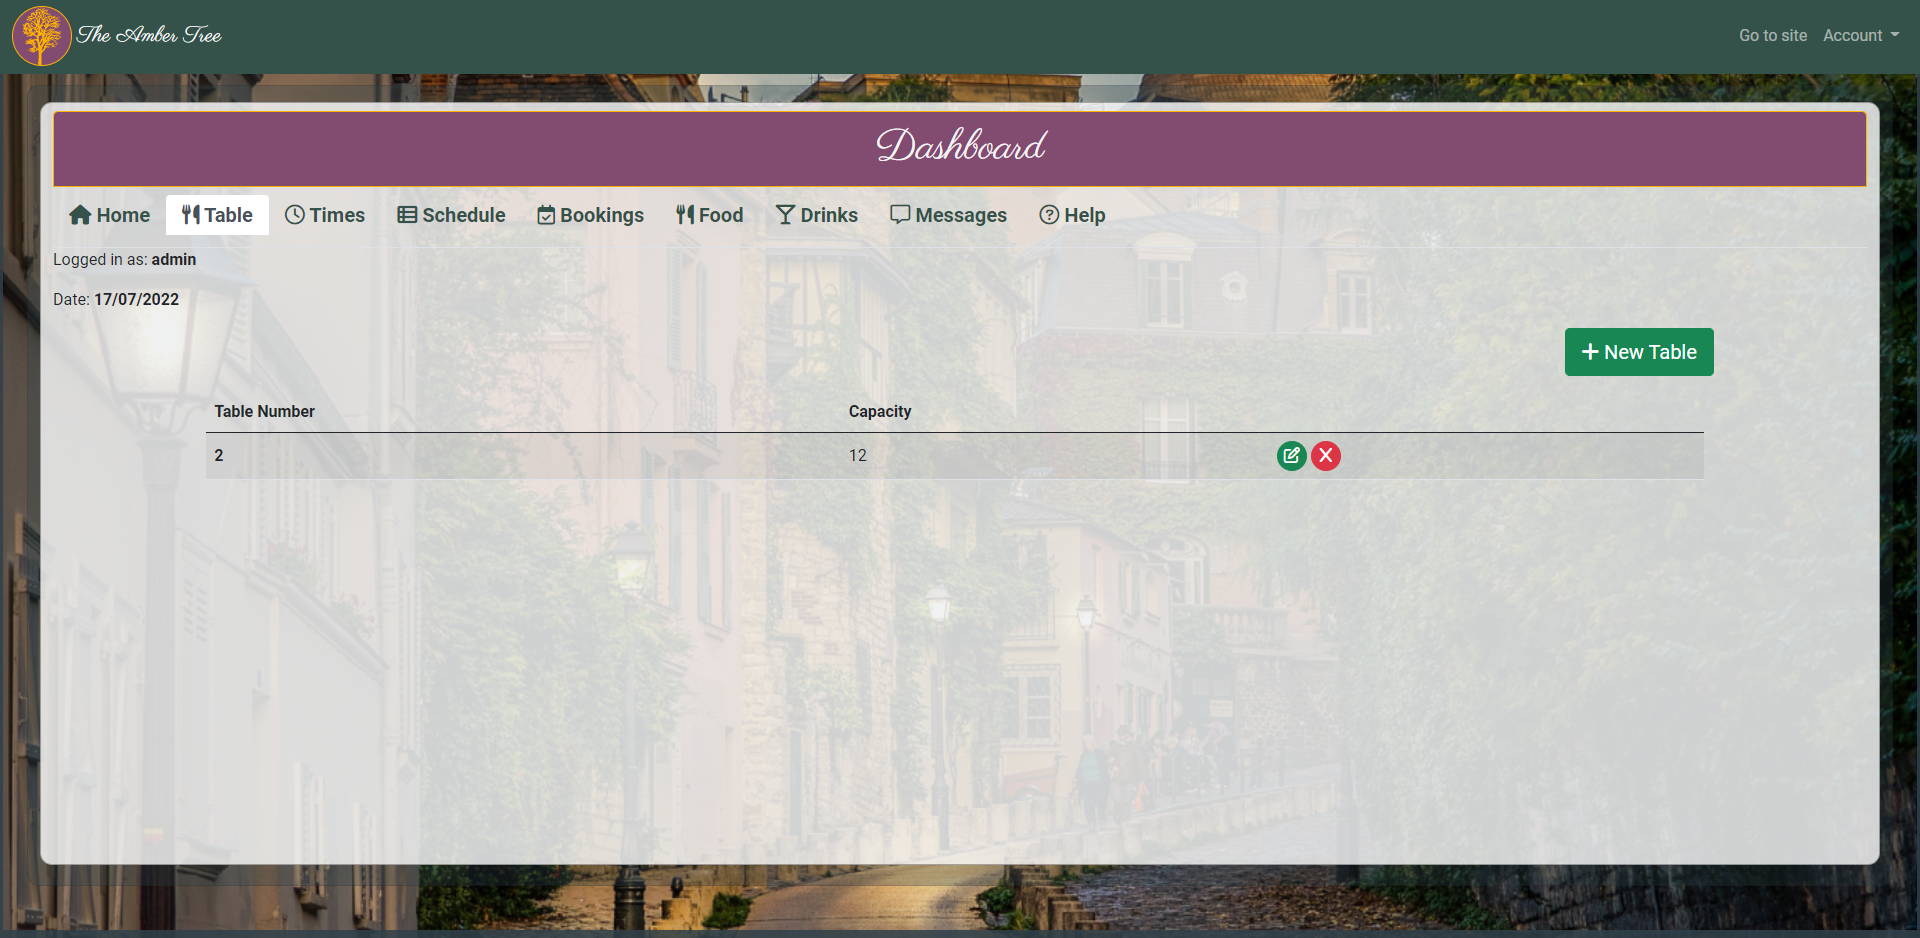 The Amber Tree
Go to site Account
Dashboard
Home Table Times Schedule Bookings Food Drinks Messages Help
Logged in as: admin
Date: 17/07/2022
+ New Table
Table Number Capacity
2 12